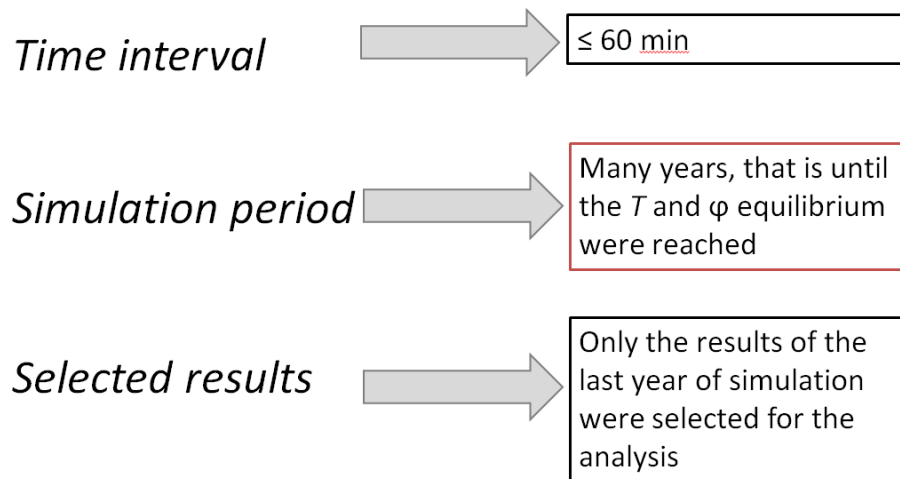 Time interval
≤ 60 min
Simulation period
Many years, that is until
the T and φ equilibrium
were reached
Selected results
Only the results of the
last year of simulation
were selected for the
analysis